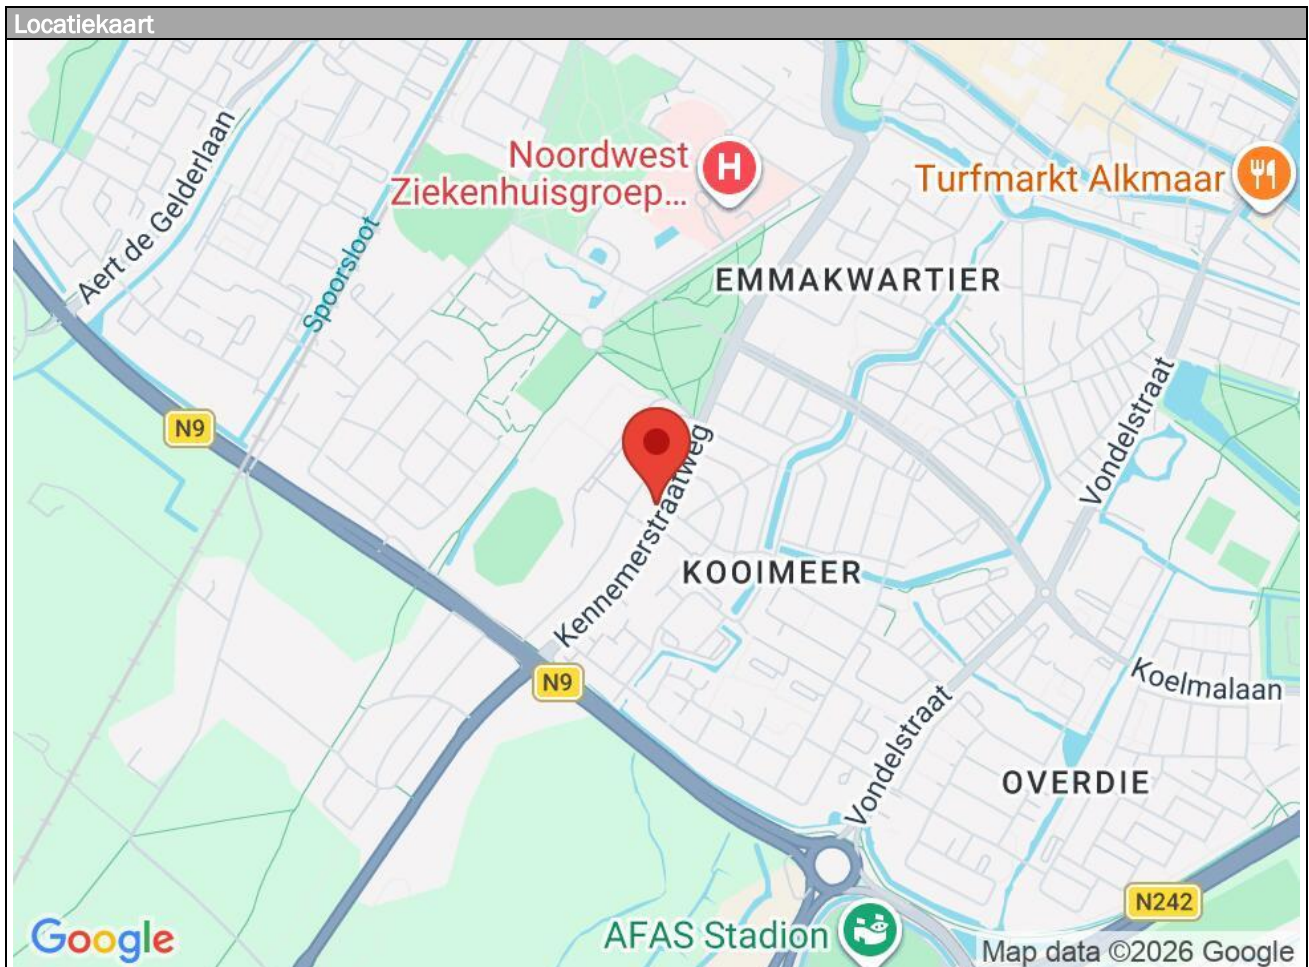 Locatiekaart
Noordwest
Ziekenhuisgroep...
Turfmarkt Alkmaar
Aert de Gelderlaan
Spoorsloot
EMMAKWARTIER
N9
Vondelstraat
Kennemerstraatweg
KOOIMEER
N9
Koelmalaan
Vondelstraat
OVERDIE
N242
AFAS Stadion
Google
Map data ©2026 Google